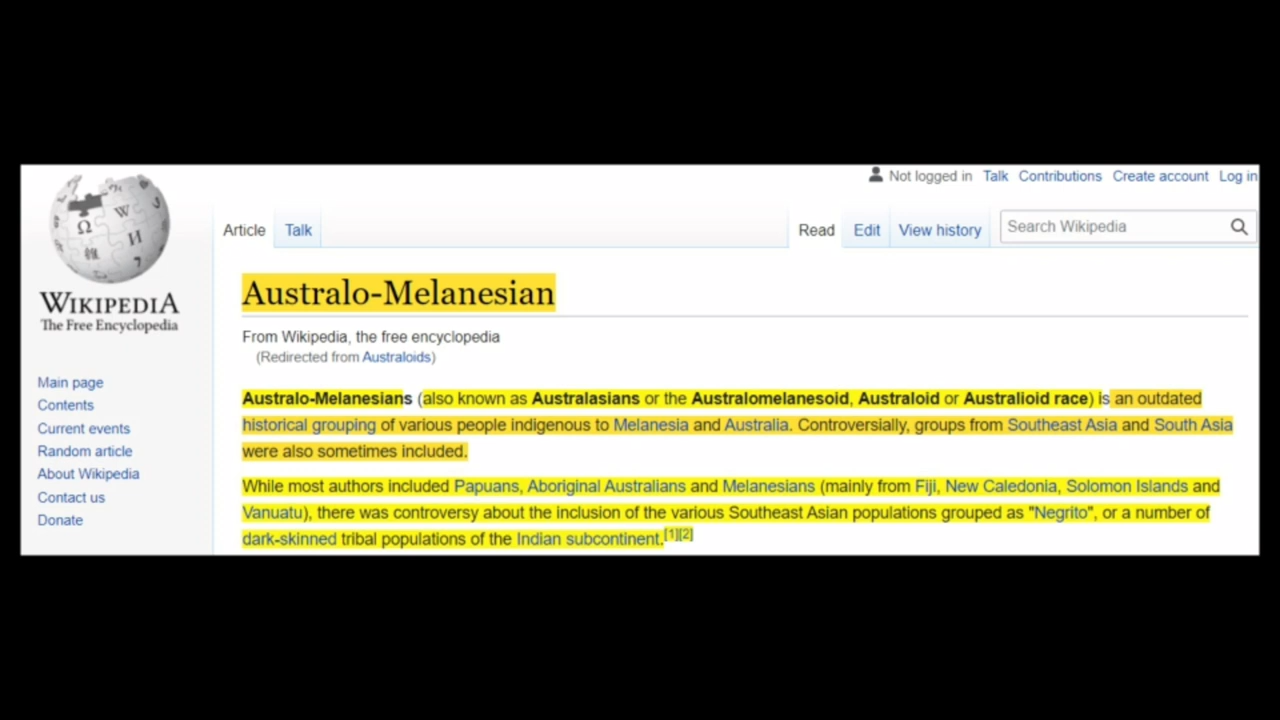 Not logged in Talk Contributions Create account Log in
Article Talk Read Edit View history Search Wikipedia
WIKIPEDIA
The Free Encyclopedia
Main page
Contents
Current events
Random article
About Wikipedia
Contact us
Donate
Australo-Melanesian
From Wikipedia, the free encyclopedia
(Redirected from Australoids)
Australo-Melanesians (also known as Australasians or the Australomelanesoid, Australoid or Australioid race) is an outdated
historical grouping of various people indigenous to Melanesia and Australia. Controversially, groups from Southeast Asia and South Asia
were also sometimes included.
While most authors included Papuans, Aboriginal Australians and Melanesians (mainly from Fiji, New Caledonia, Solomon Islands and
Vanuatu), there was controversy about the inclusion of the various Southeast Asian populations grouped as "Negrito", or a number of
dark-skinned tribal populations of the Indian subcontinent.[1][2]